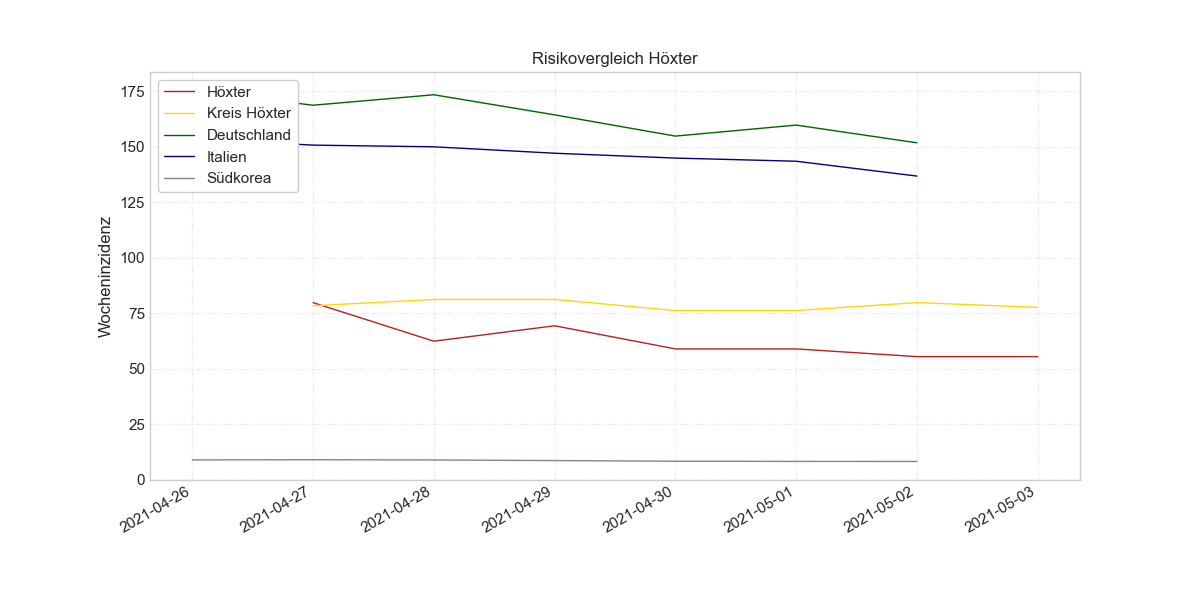 Risikovergleich Höxter
Höxter
Kreis Höxter
Deutschland
Italien
Südkorea
Wocheninzidenz
175
150
125
100
75
50
25
0
2021-04-26
2021-04-27
2021-04-28
2021-04-29
2021-04-30
2021-05-01
2021-05-02
2021-05-03